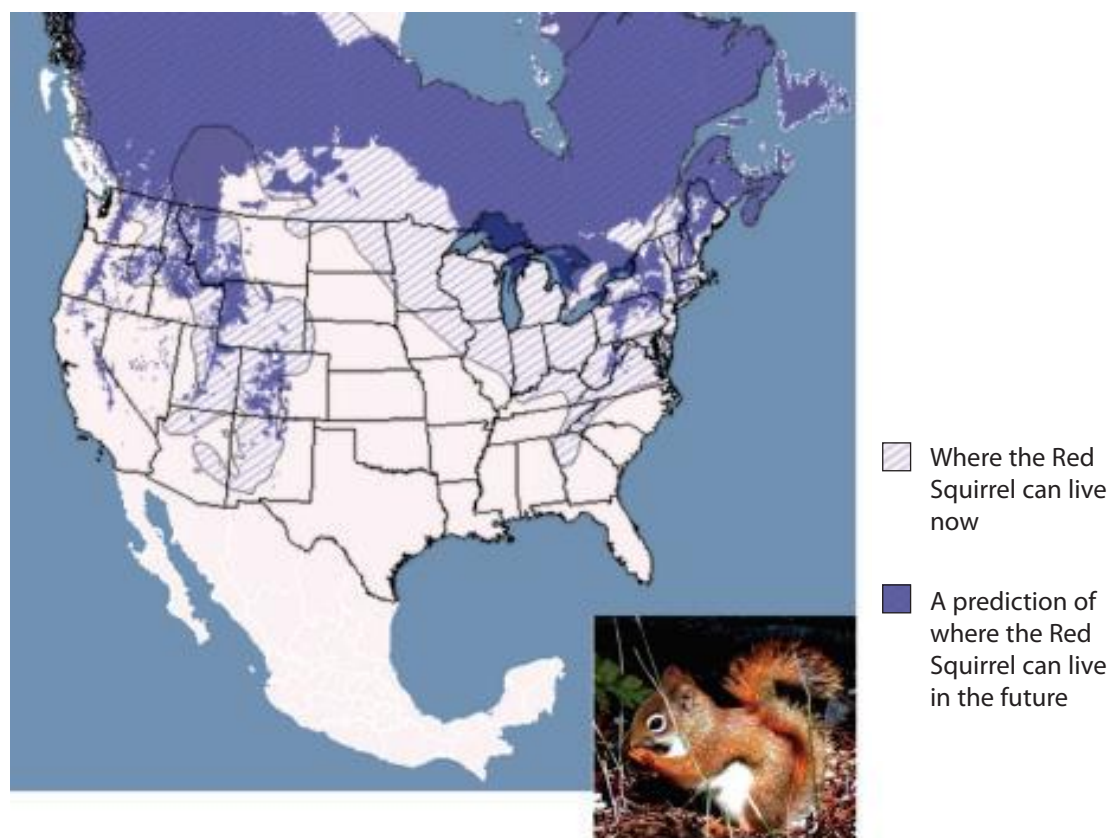 Where the Red
Squirrel can live
now
A prediction of
where the Red
Squirrel can live
in the future